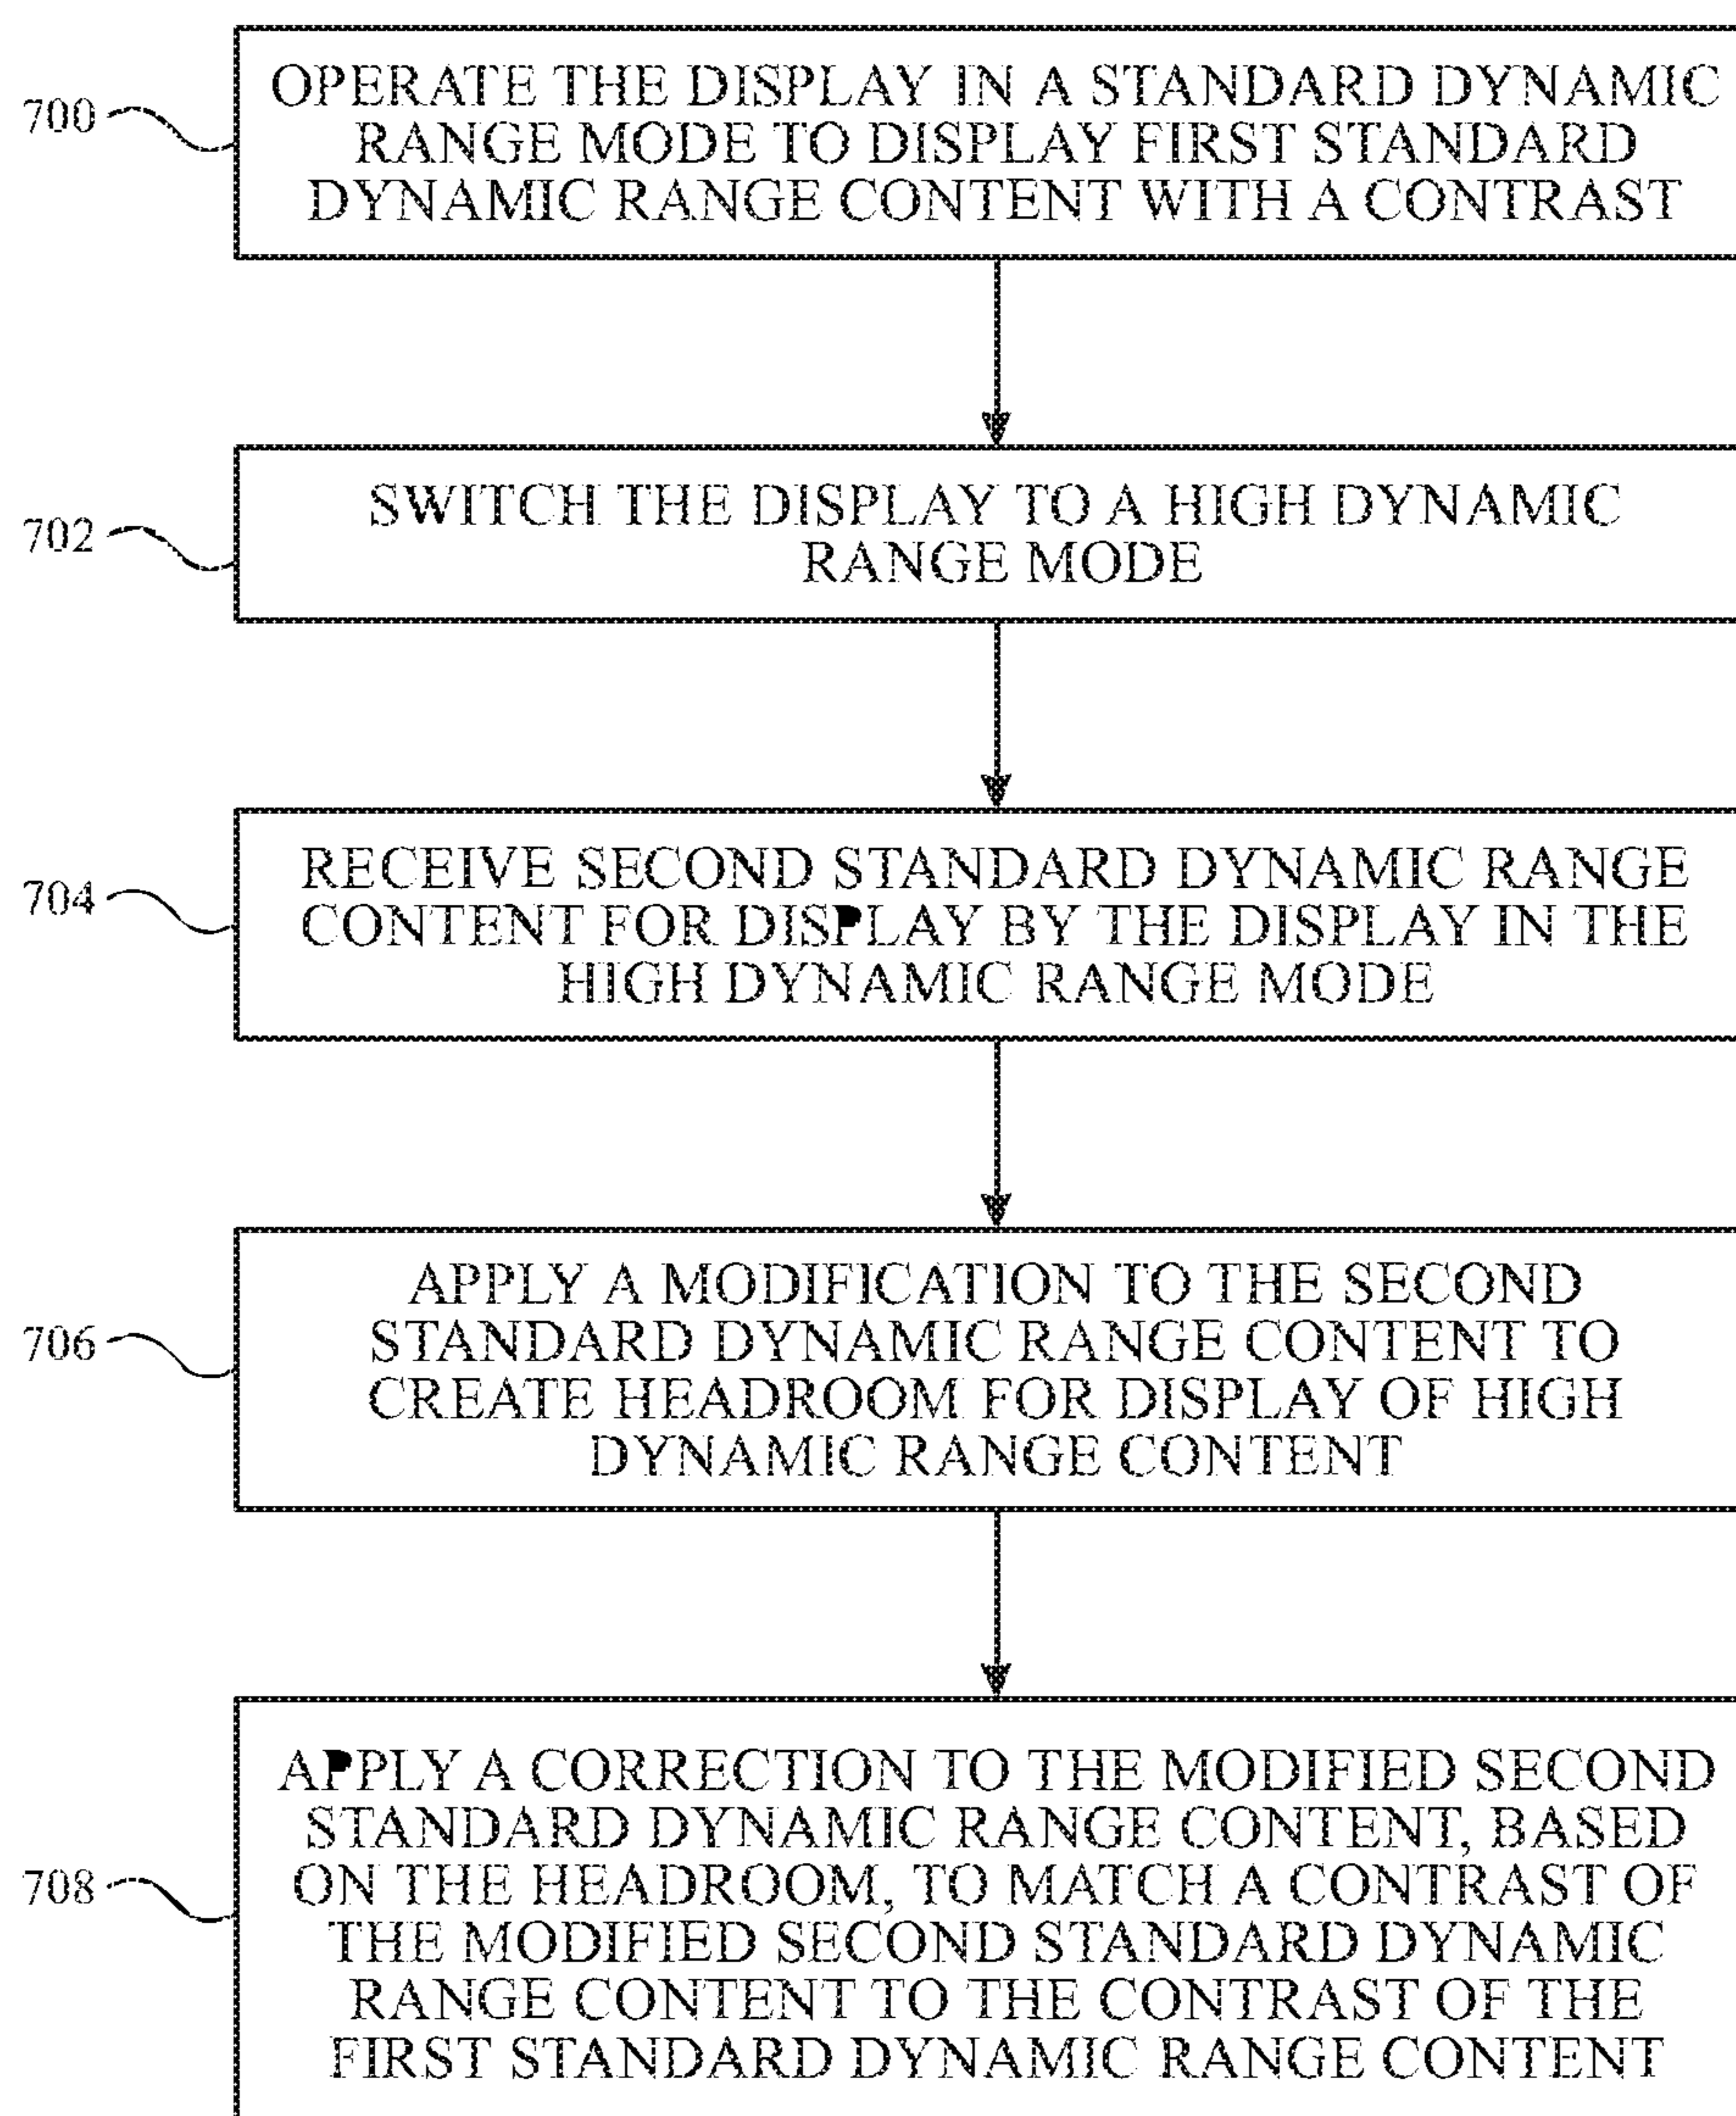 700
OPERATE THE DISPLAY IN A STANDARD DYNAMIC
RANGE MODE TO DISPLAY FIRST STANDARD
DYNAMIC RANGE CONTENT WITH A CONTRAST
702
SWITCH THE DISPLAY TO A HIGH DYNAMIC
RANGE MODE
704
RECEIVE SECOND STANDARD DYNAMIC RANGE
CONTENT FOR DISPLAY BY THE DISPLAY IN THE
HIGH DYNAMIC RANGE MODE
706
APPLY A MODIFICATION TO THE SECOND
STANDARD DYNAMIC RANGE CONTENT TO
CREATE HEADROOM FOR DISPLAY OF HIGH
DYNAMIC RANGE CONTENT
708
APPLY A CORRECTION TO THE MODIFIED SECOND
STANDARD DYNAMIC RANGE CONTENT, BASED
ON THE HEADROOM, TO MATCH A CONTRAST OF
THE MODIFIED SECOND STANDARD DYNAMIC
RANGE CONTENT TO THE CONTRAST OF THE
FIRST STANDARD DYNAMIC RANGE CONTENT